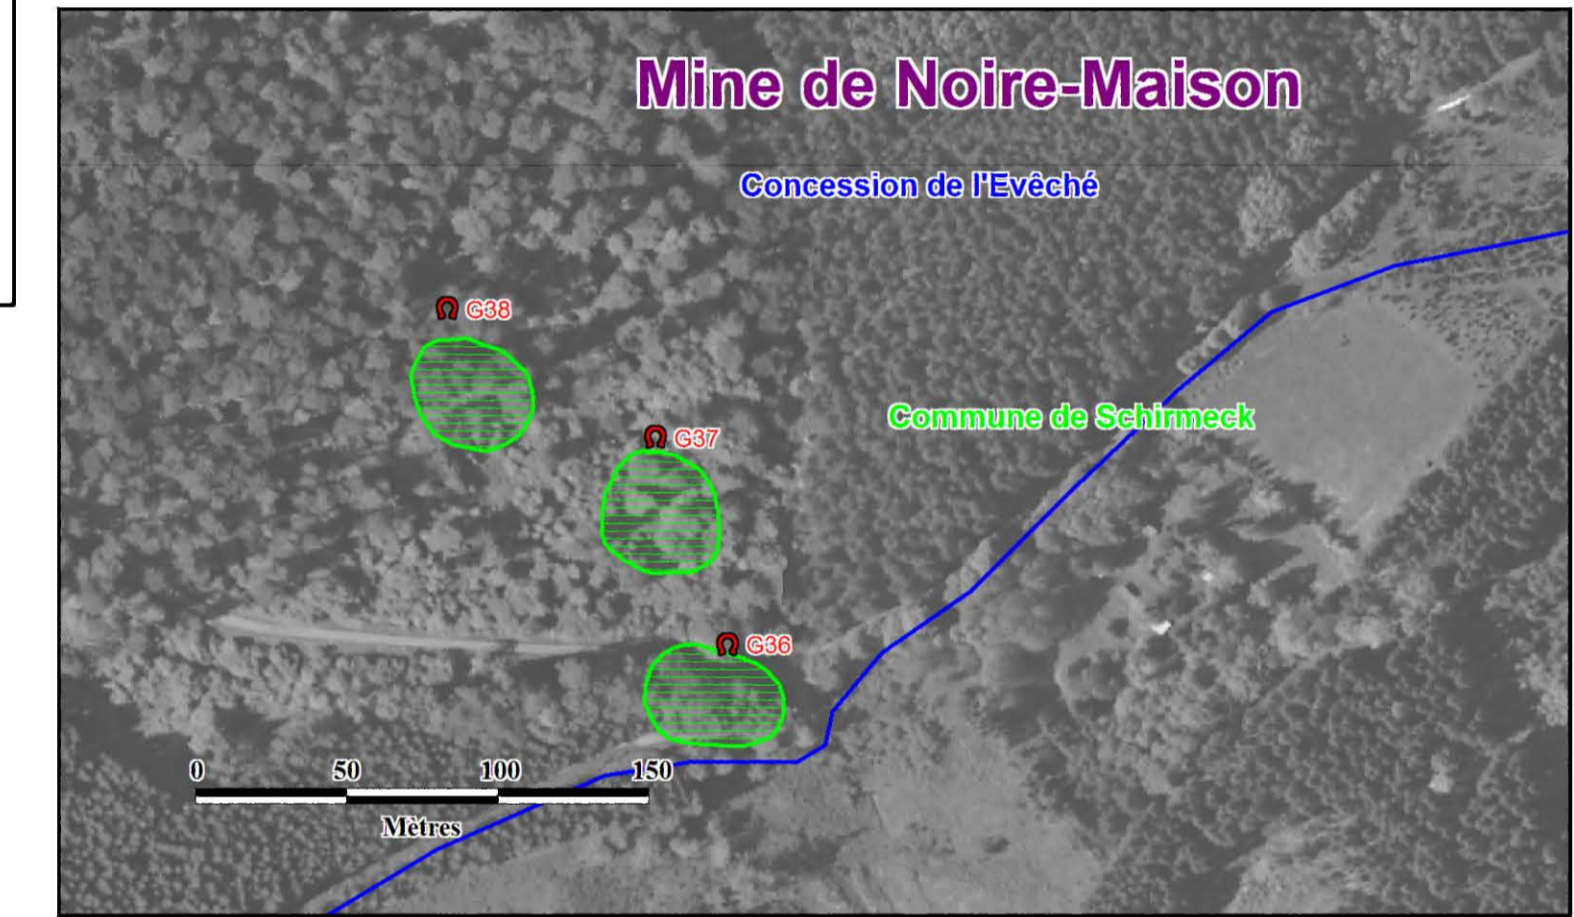 Mine de Noire-Maison
Concession de l'Evêché
G38
Commune de Schirmeck
G37
G36
0 50 100 150
Mètres